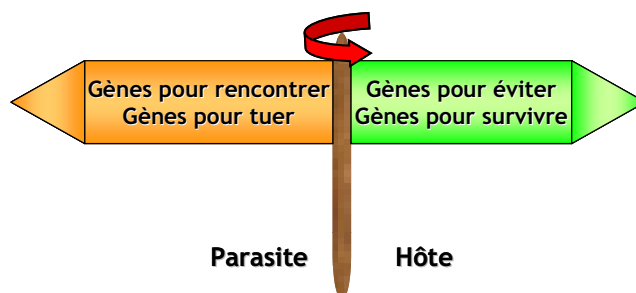 Gènes pour rencontrer
Gènes pour tuer
Gènes pour éviter
Gènes pour survivre
Parasite
Hôte